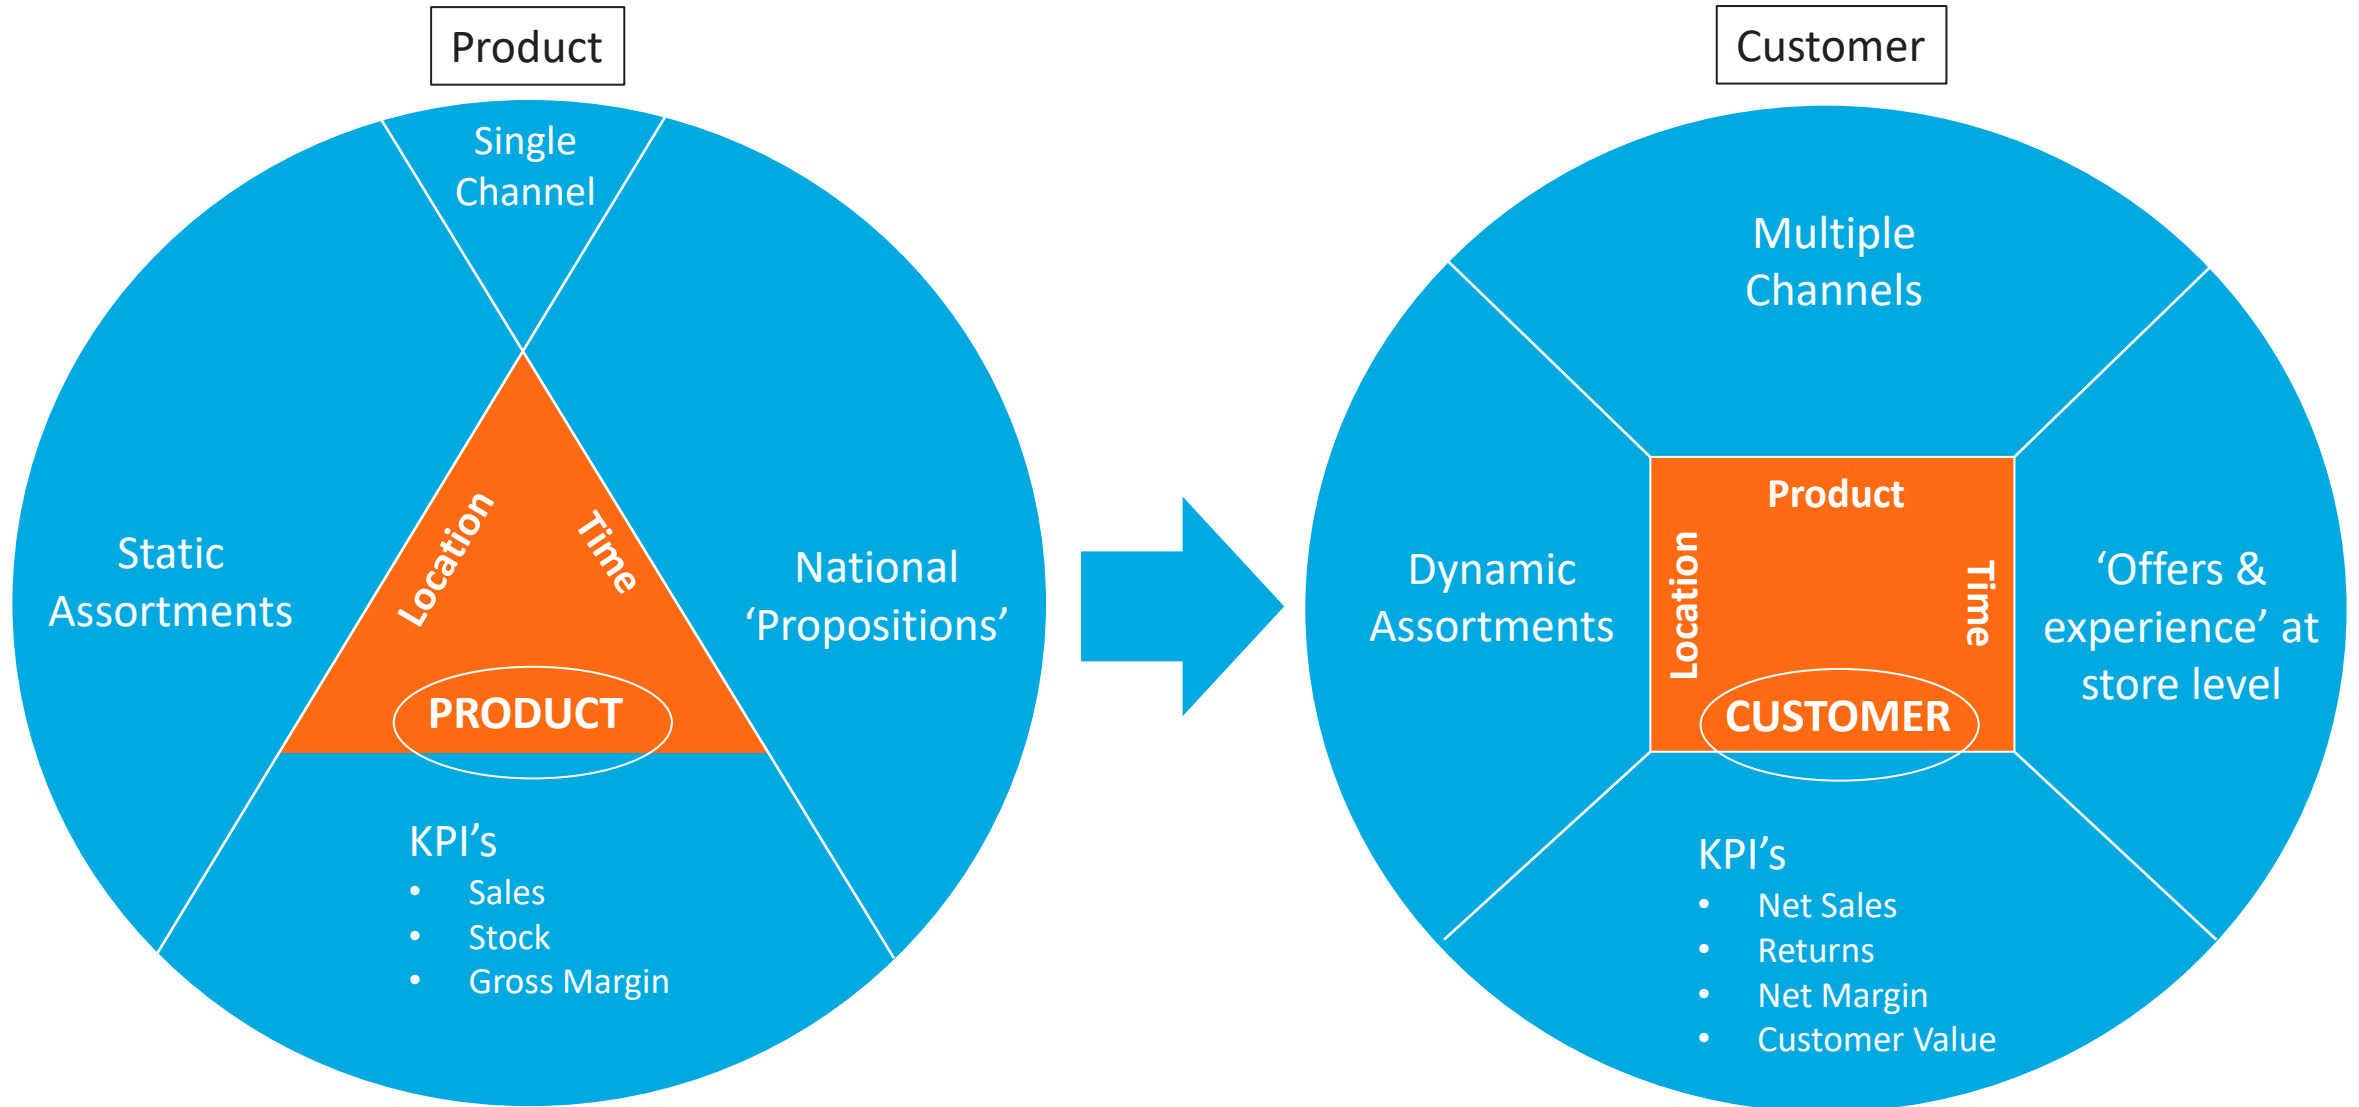 Product
Single
Channel
Static
Assortments
Location
Time
National
‘Propositions’
PRODUCT
KPI’s
• Sales
• Stock
• Gross Margin
Customer
Multiple
Channels
Dynamic
Assortments
Product
Location
Time
CUSTOMER
‘Offers &
experience’ at
store level
KPI’s
• Net Sales
• Returns
• Net Margin
• Customer Value